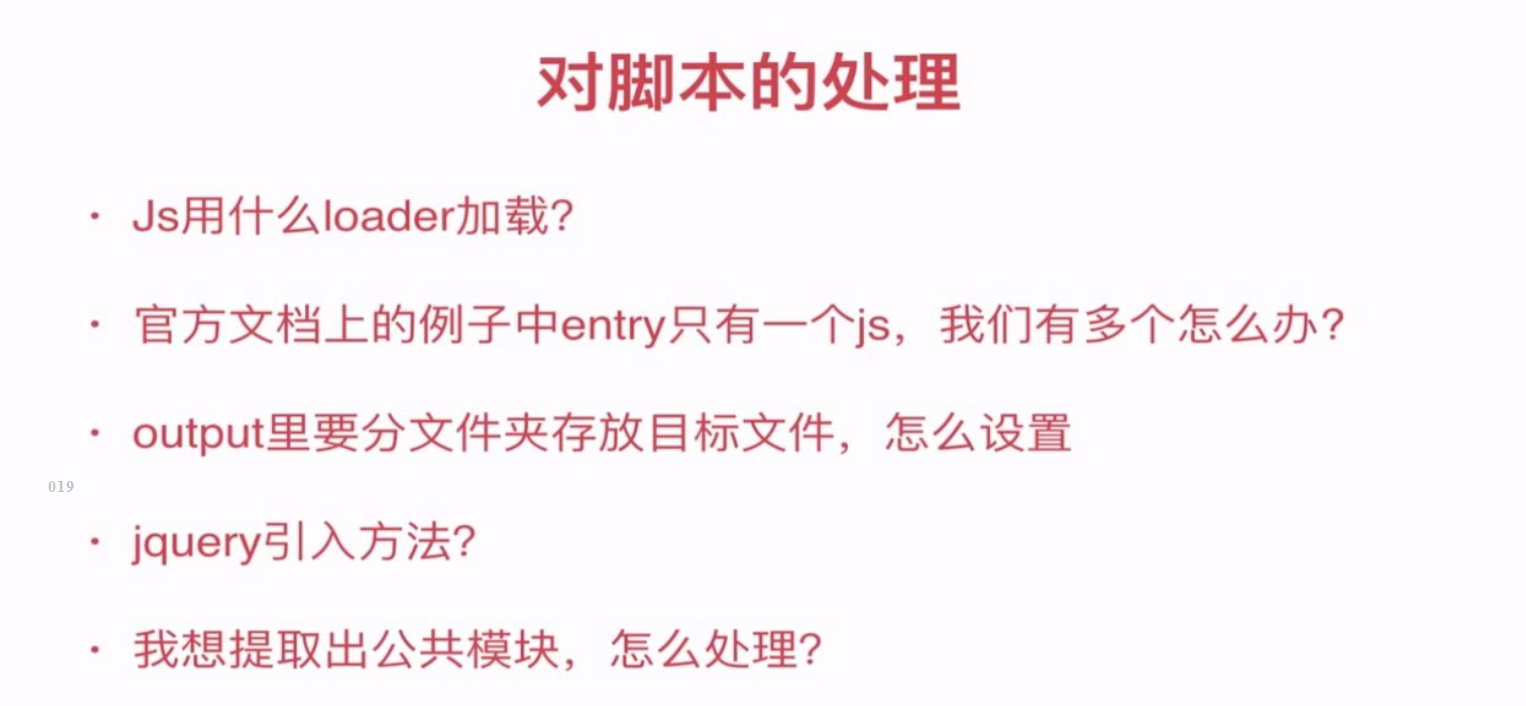 对脚本的处理
· Js用什么loader加载?
· 官方文档上的例子中entry只有一个js，我们有多个怎么办?
· output里要分文件夹存放目标文件，怎么设置
019
· jquery引入方法?
· 我想提取出公共模块，怎么处理?